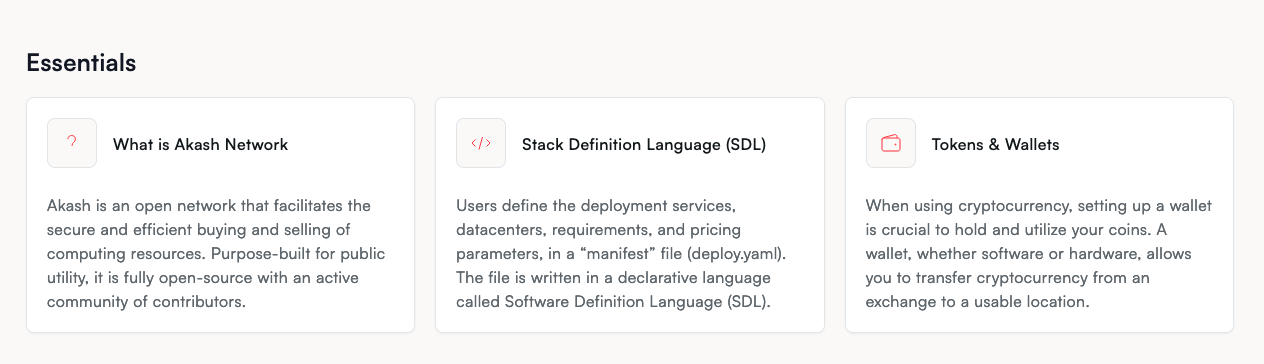 Essentials
What is Akash Network
Akash is an open network that facilitates the
secure and efficient buying and selling of
computing resources. Purpose-built for public
utility, it is fully open-source with an active
community of contributors.
Stack Definition Language (SDL)
Users define the deployment services,
datacenters, requirements, and pricing
parameters, in a “manifest” file (deploy.yaml).
The file is written in a declarative language
called Software Definition Language (SDL).
Tokens & Wallets
When using cryptocurrency, setting up a wallet
is crucial to hold and utilize your coins. A
wallet, whether software or hardware, allows
you to transfer cryptocurrency from an
exchange to a usable location.